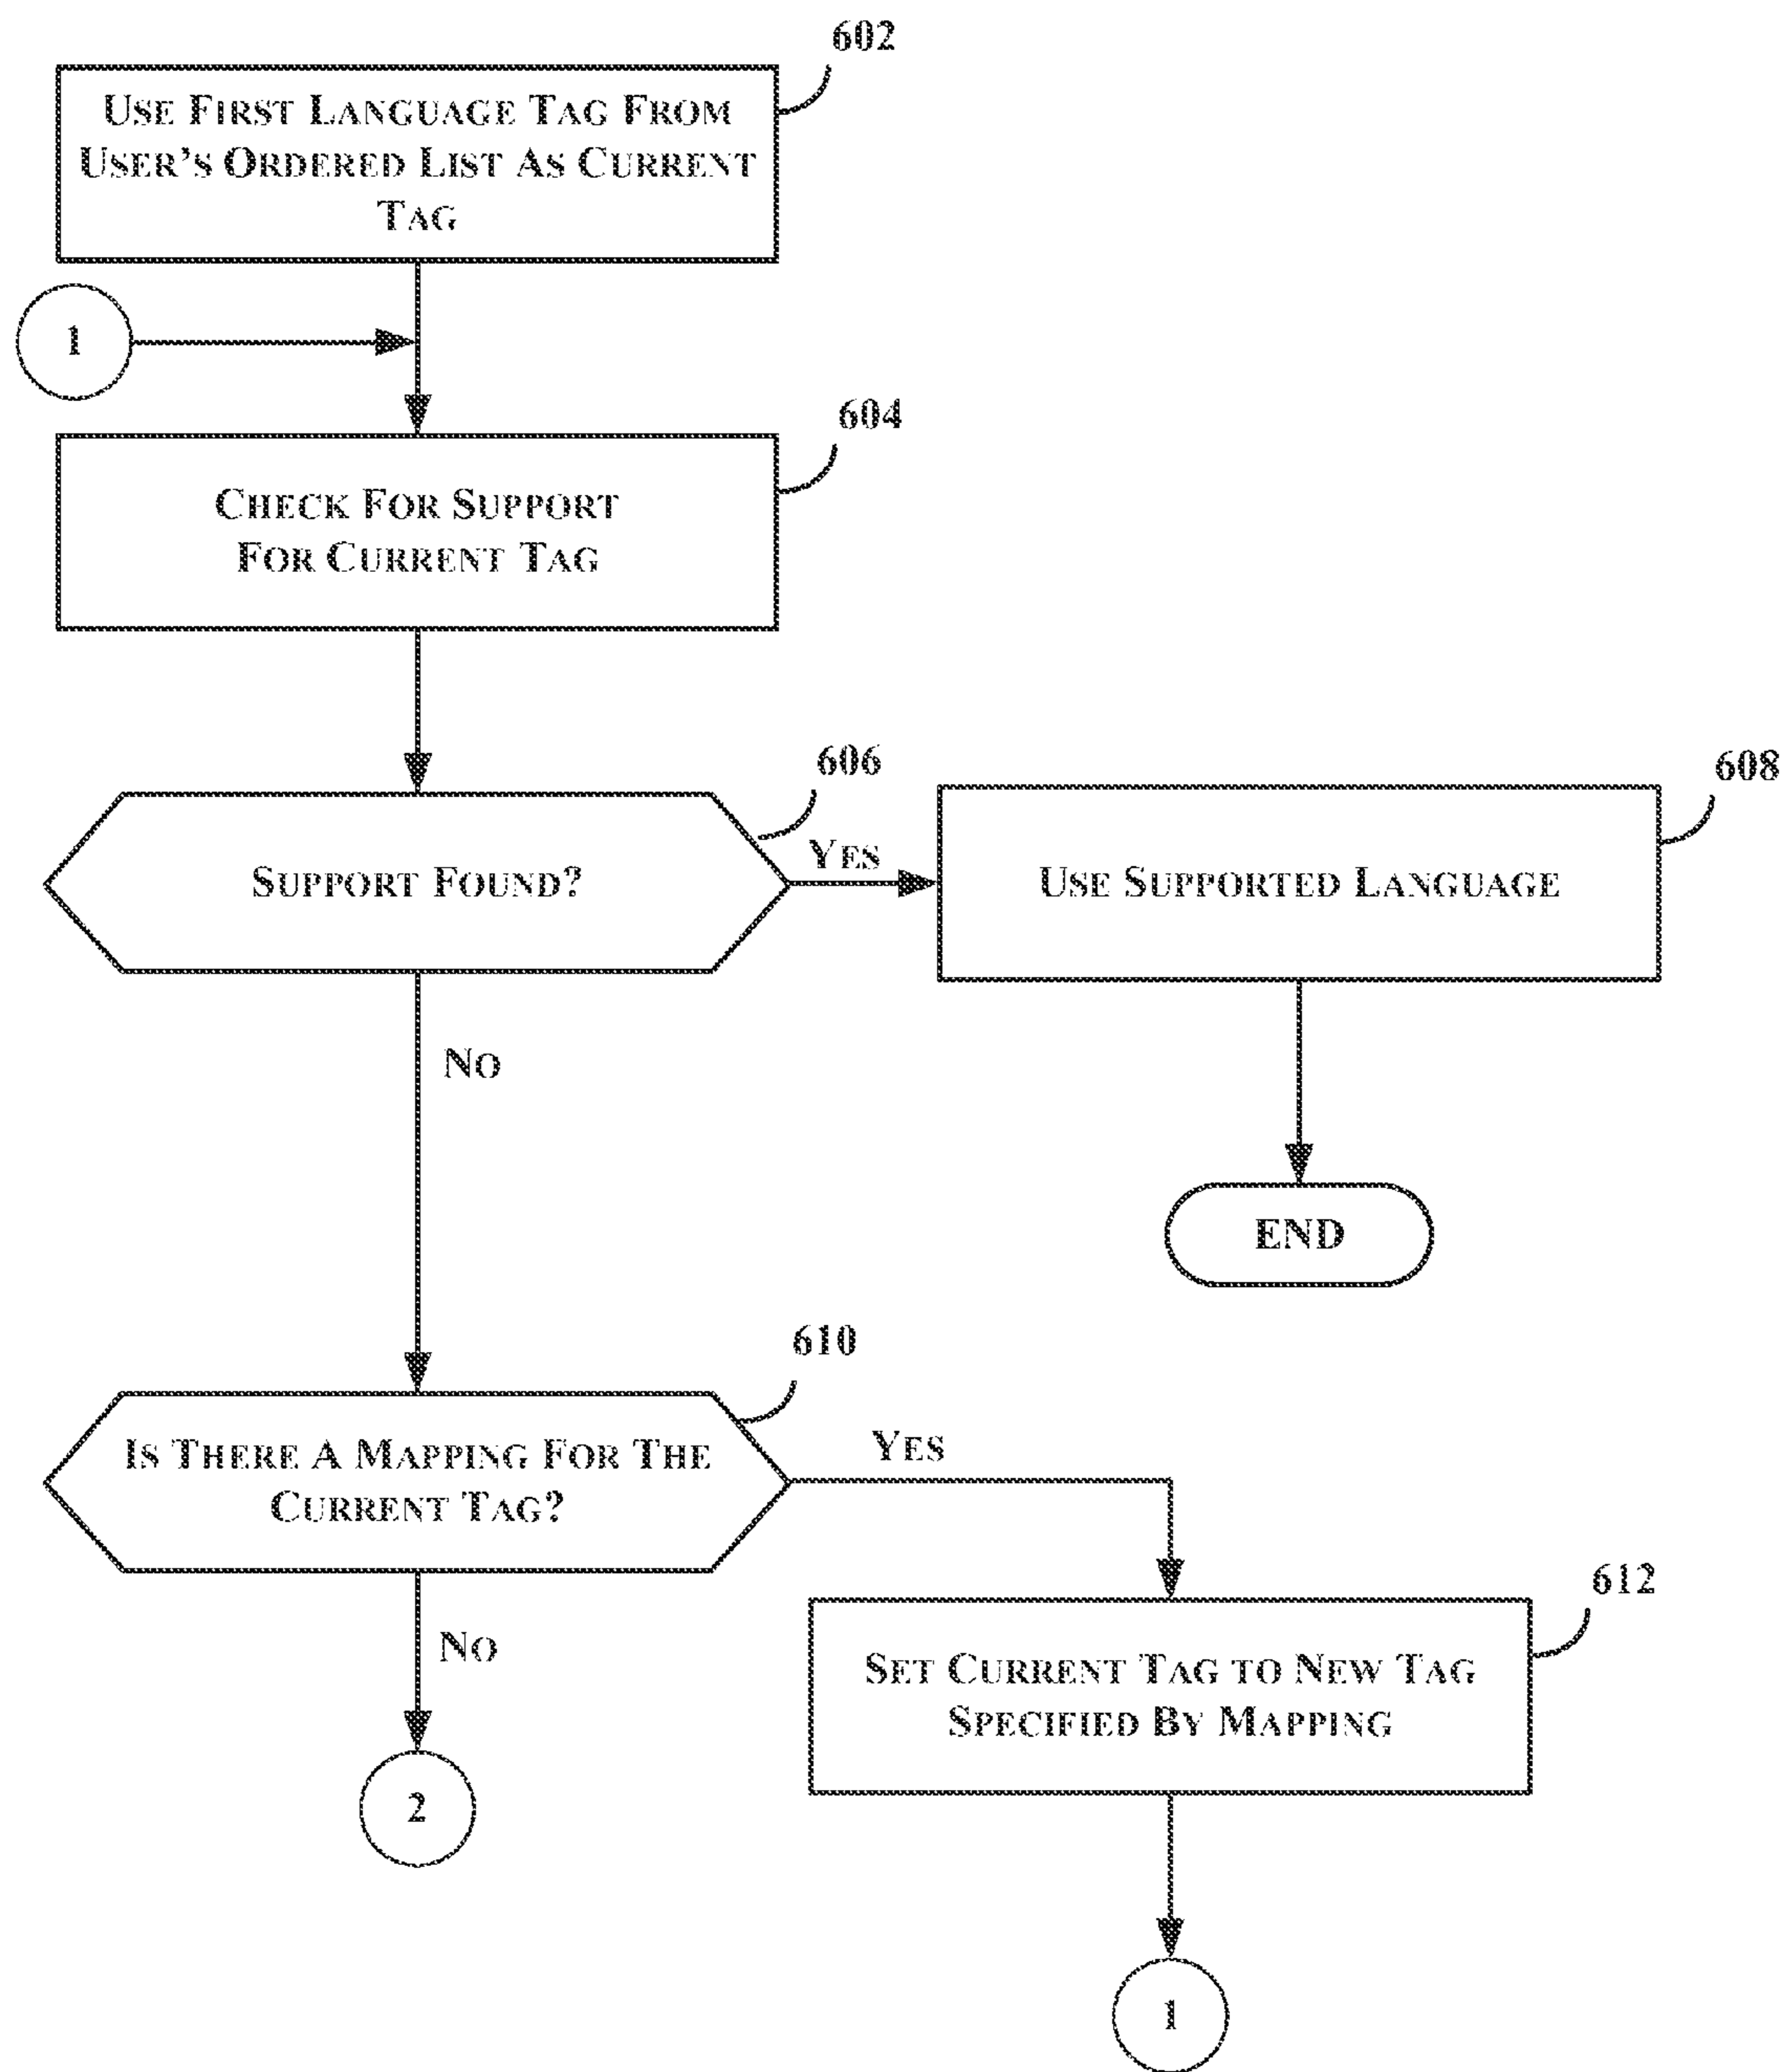 602
USE FIRST LANGUAGE TAG FROM
USER'S ORDERED LIST AS CURRENT
TAG
1
604
CHECK FOR SUPPORT
FOR CURRENT TAG
606
608
SUPPORT FOUND?
YES
USE SUPPORTED LANGUAGE
NO
END
610
IS THERE A MAPPING FOR THE
CURRENT TAG?
YES
612
NO
SET CURRENT TAG TO NEW TAG
SPECIFIED BY MAPPING
2
1